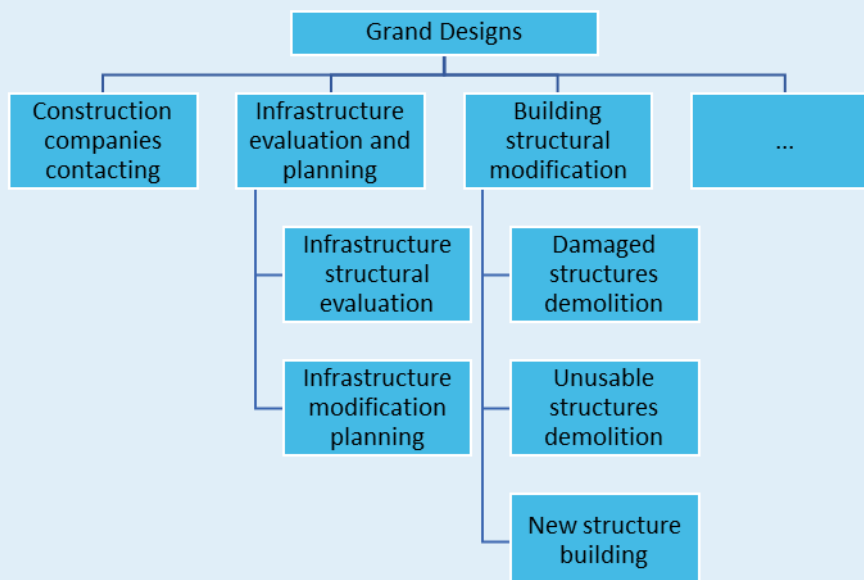 Grand Designs
Construction
companies
contacting
Infrastructure
evaluation and
planning
Building
structural
modification
...
Infrastructure
structural
evaluation
Damaged
structures
demolition
Infrastructure
modification
planning
Unusable
structures
demolition
New structure
building